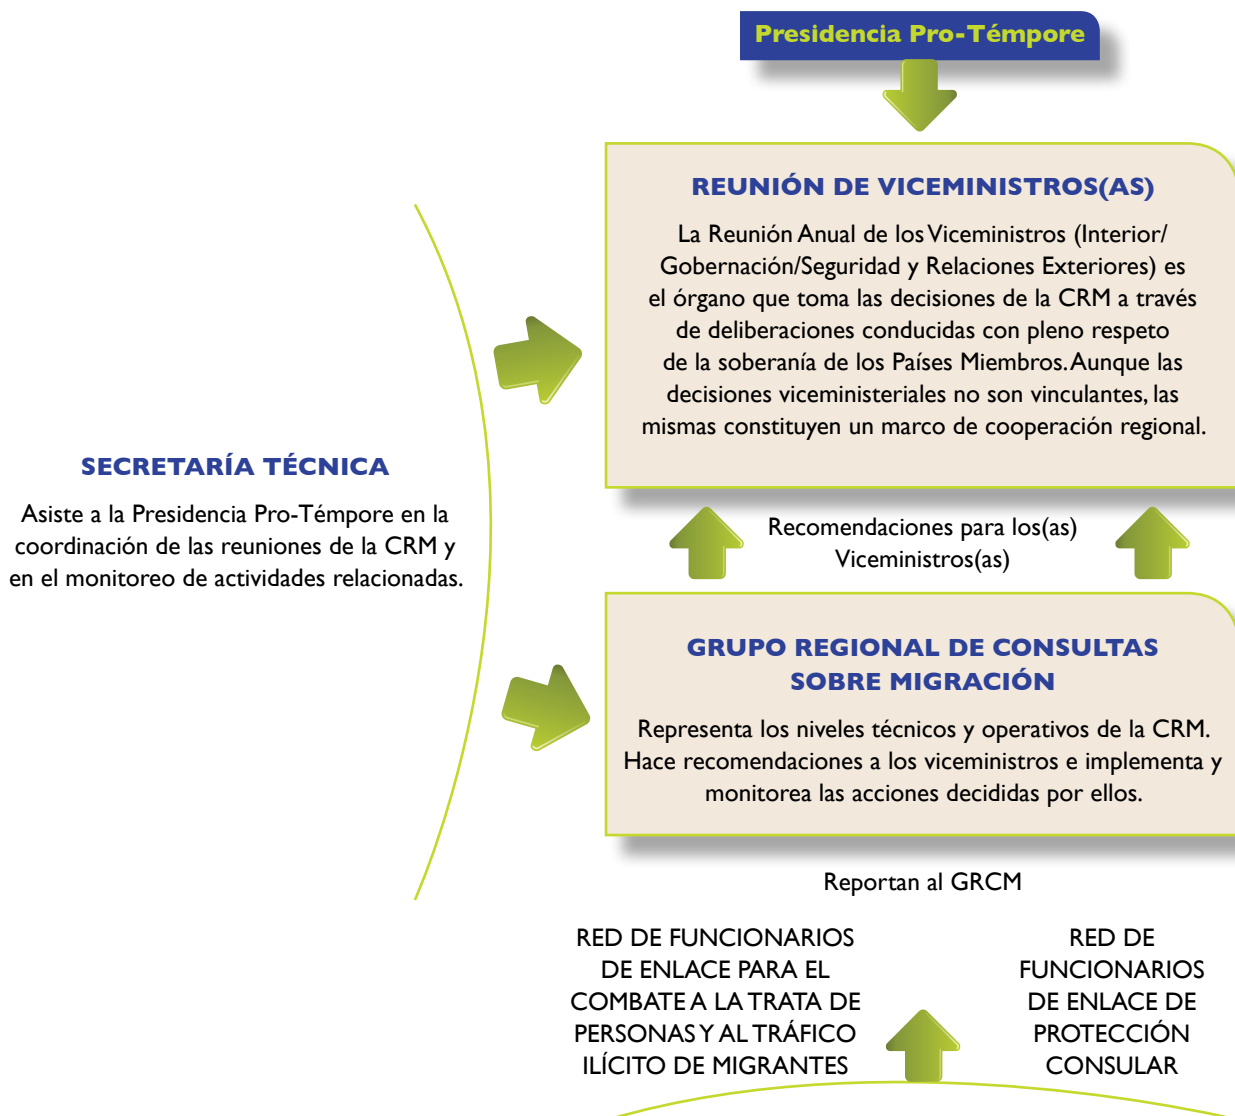 Presidencia Pro-Témpore
REUNIÓN DE VICEMINISTROS(AS)
La Reunión Anual de los Viceministros (Interior/
Gobernación/Seguridad y Relaciones Exteriores) es
el órgano que toma las decisiones de la CRM a través
de deliberaciones conducidas con pleno respeto
de la soberanía de los Países Miembros. Aunque las
decisiones viceministeriales no son vinculantes, las
mismas constituyen un marco de cooperación regional.
SECRETARÍA TÉCNICA
Asiste a la Presidencia Pro-Témpore en la
coordinación de las reuniones de la CRM y
en el monitoreo de actividades relacionadas.
Recomendaciones para los(as)
Viceministros(as)
GRUPO REGIONAL DE CONSULTAS
SOBRE MIGRACIÓN
Representa los niveles técnicos y operativos de la CRM.
Hace recomendaciones a los viceministros e implementa y
monitorea las acciones decididas por ellos.
Reportan al GRCM
RED DE FUNCIONARIOS
DE ENLACE PARA EL
COMBATE A LA TRATA DE
PERSONAS Y AL TRÁFICO
ILÍCITO DE MIGRANTES
RED DE
FUNCIONARIOS
DE ENLACE DE
PROTECCIÓN
CONSULAR